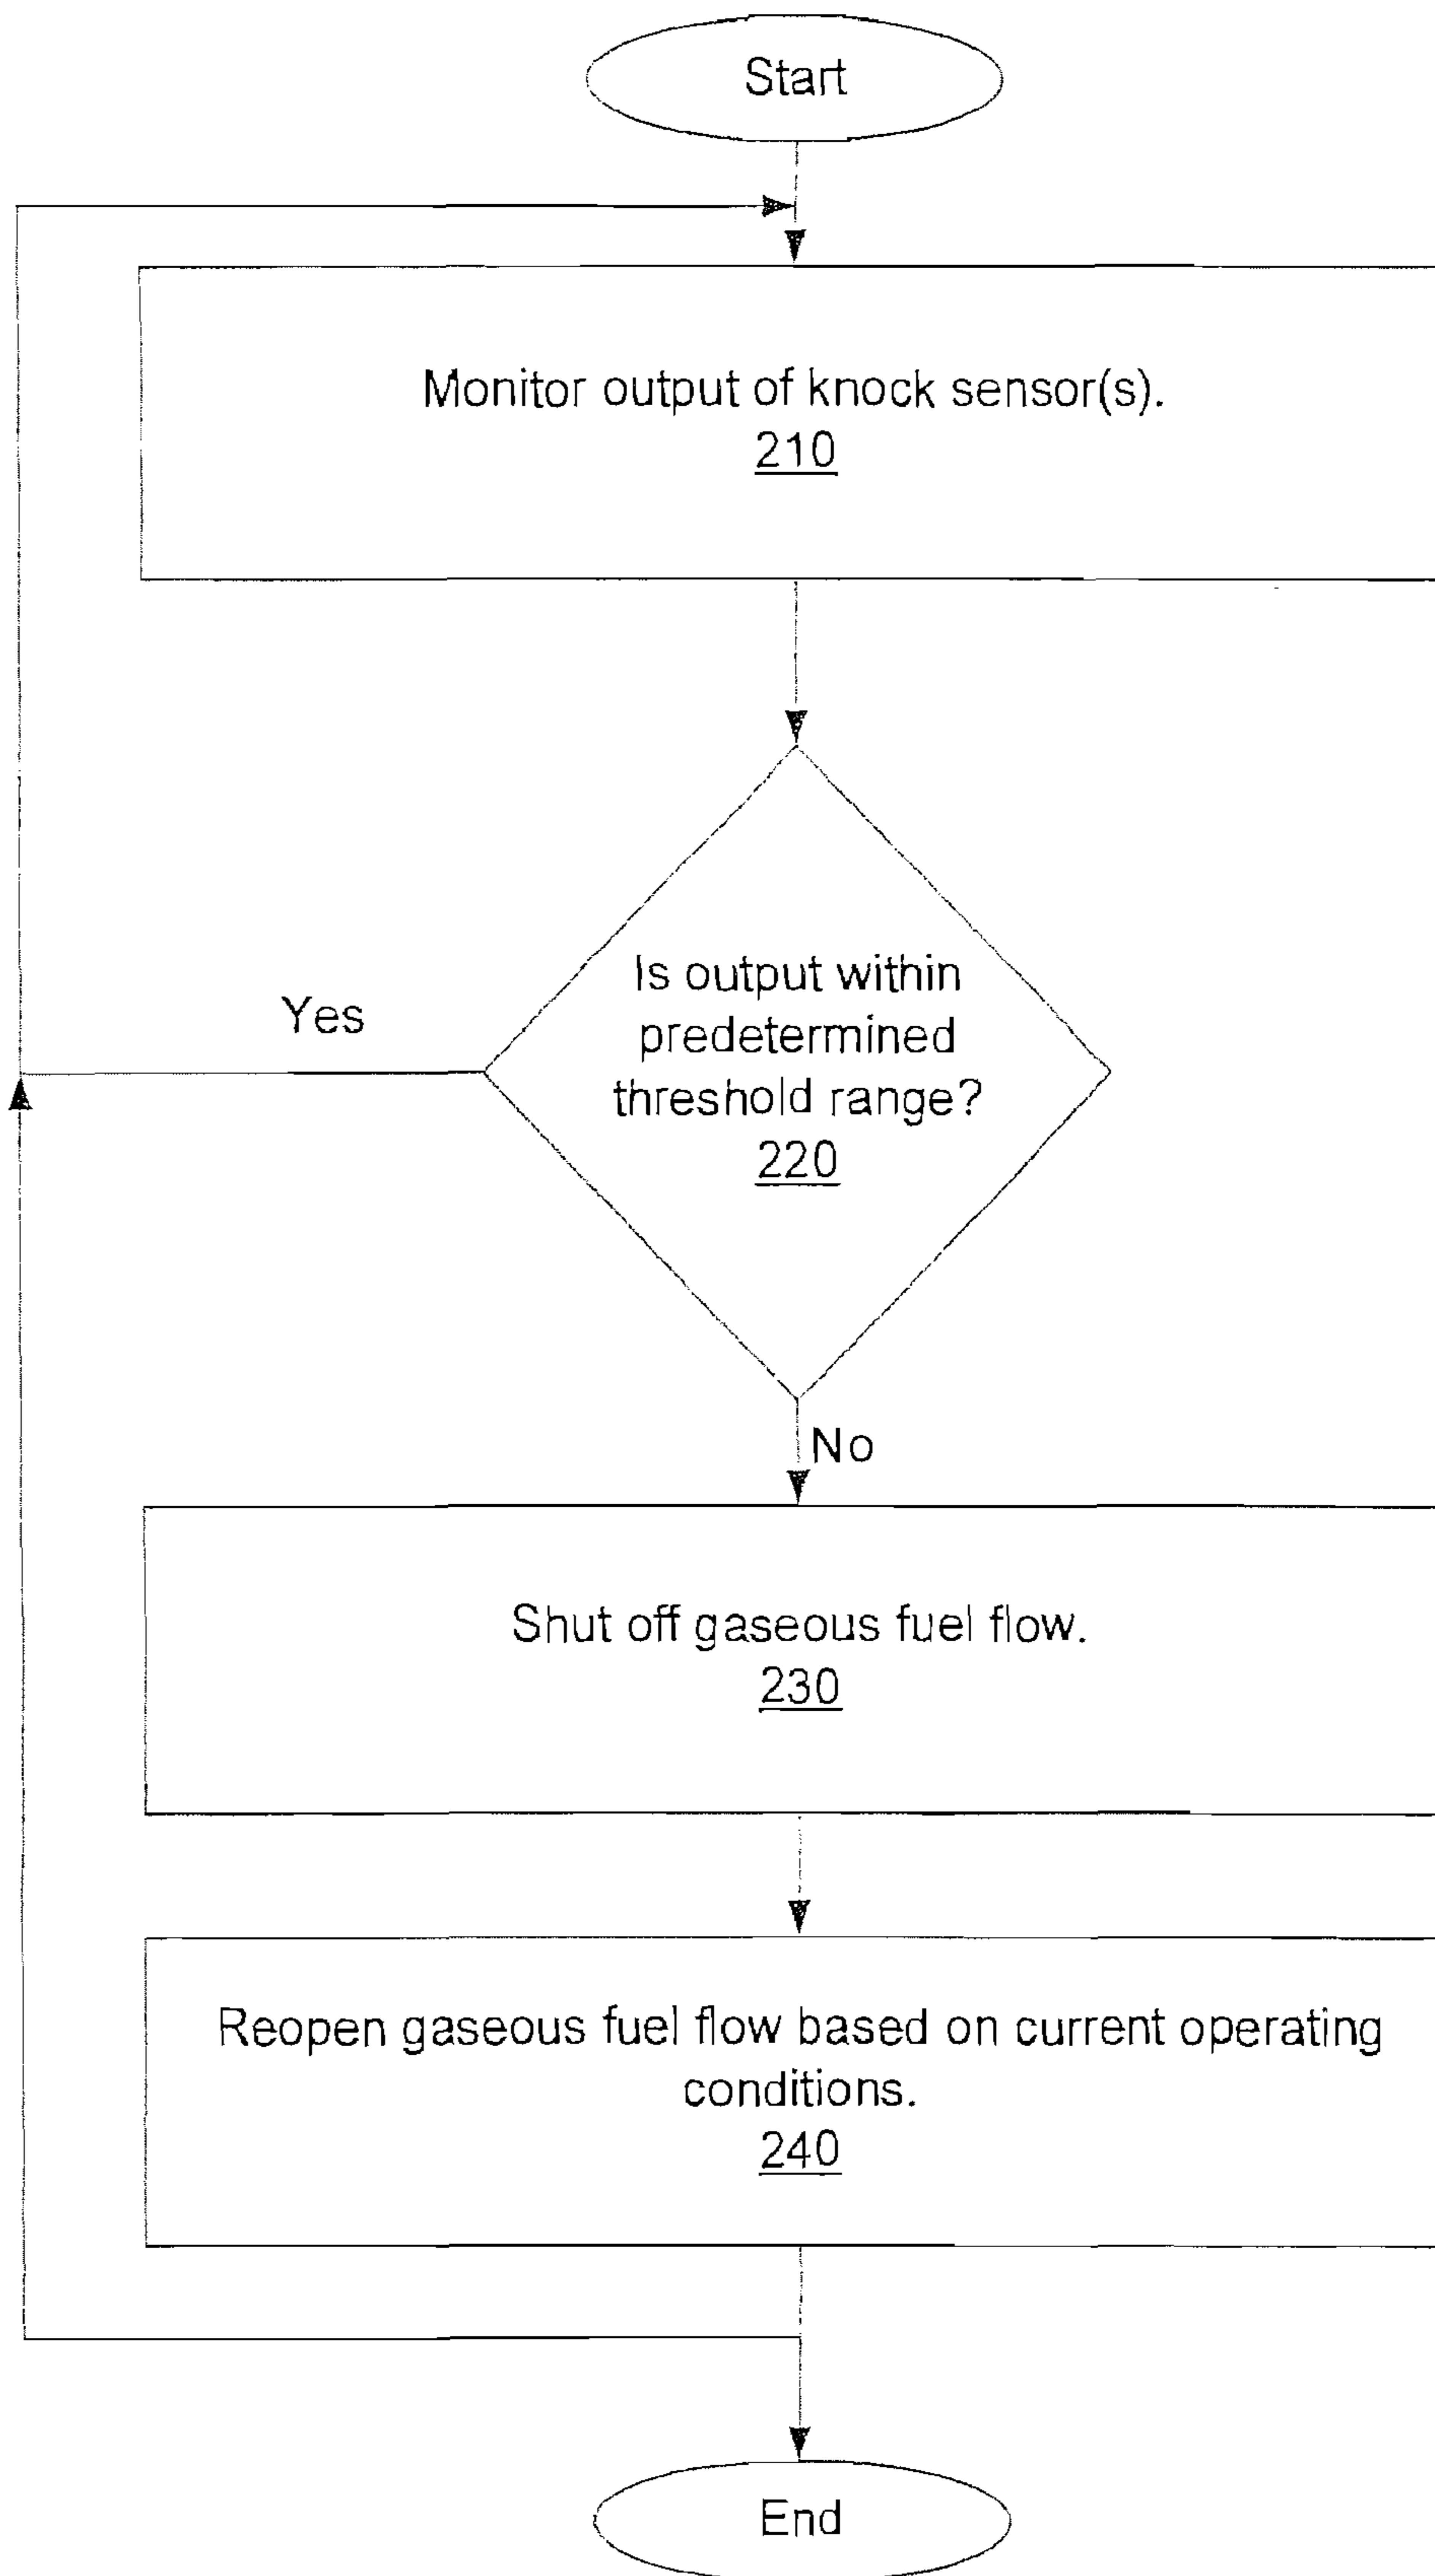 Start
Monitor output of knock sensor(s).
210
Is output within
predetermined
threshold range?
220
Yes
No
Shut off gaseous fuel flow.
230
Reopen gaseous fuel flow based on current operating
conditions.
240
End